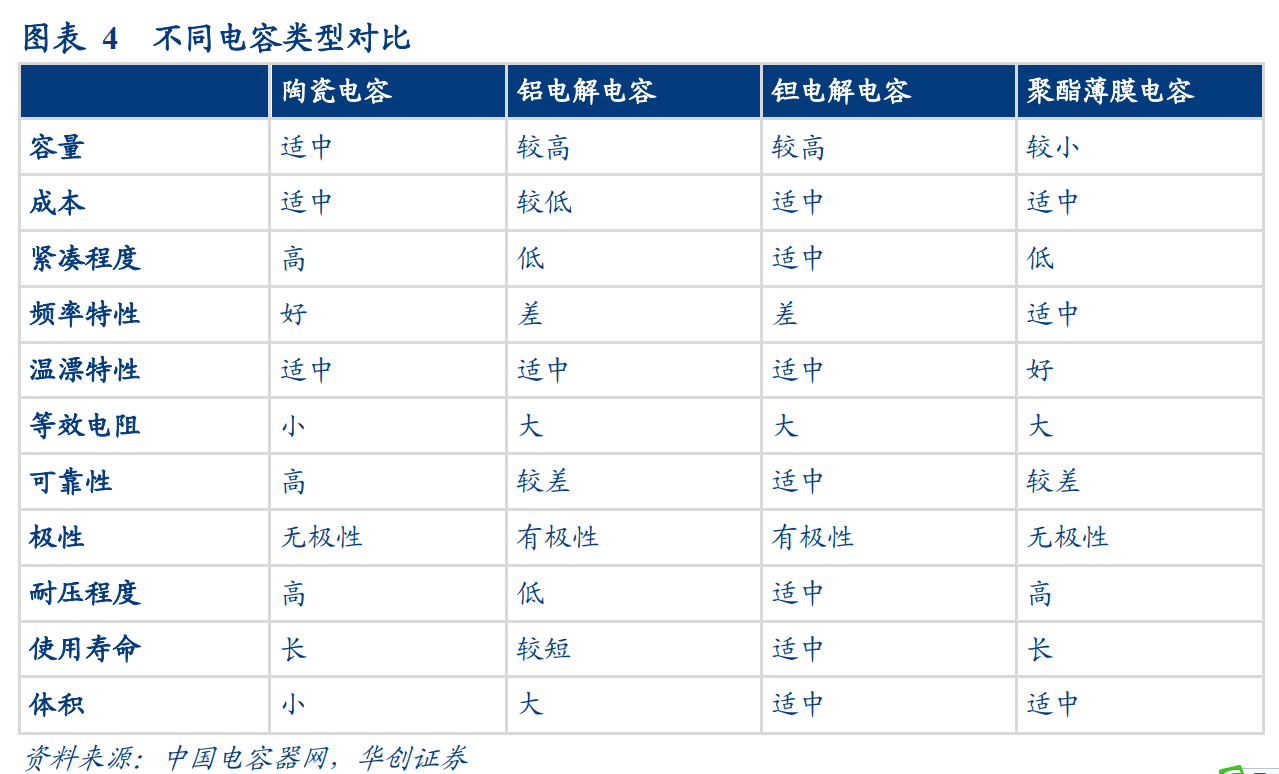 图表 4 不同电容类型对比
陶瓷电容 铝电解电容 钽电解电容 聚酯薄膜电容
容量 适中 较高 较高 较小
成本 适中 较低 适中 适中
紧凑程度 高 低 适中 低
频率特性 好 差 差 适中
温漂特性 适中 适中 适中 好
等效电阻 小 大 大 大
可靠性 高 较差 适中 较差
极性 无极性 有极性 有极性 无极性
耐压程度 高 低 适中 高
使用寿命 长 较短 适中 长
体积 小 大 适中 适中
资料来源：中国电容器网，华创证券